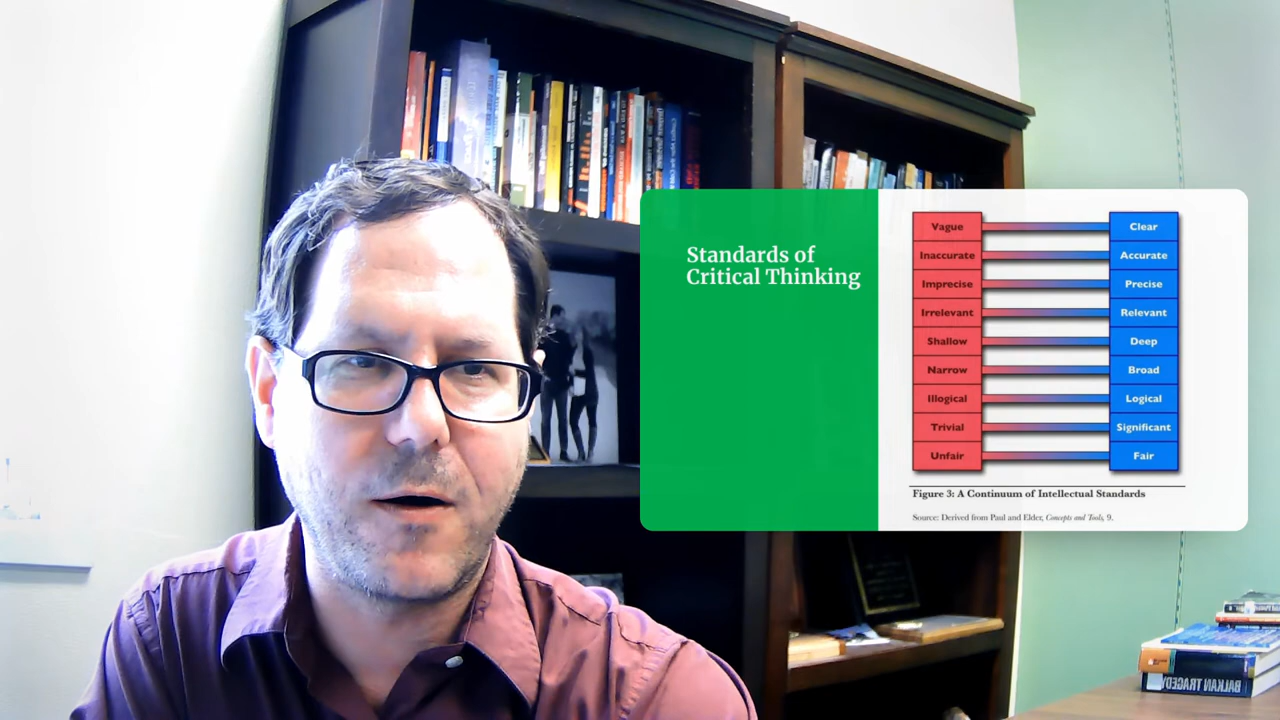 Standards of
Critical Thinking
Vague Clear
Inaccurate Accurate
Imprecise Precise
Irrelevant Relevant
Shallow Deep
Narrow Broad
Illogical Logical
Trivial Significant
Unfair Fair
Figure 3: A Continuum of Intellectual Standards
Source: Derived from Paul and Elder, Concepts and Tools, 9.
BALKAN TRAGEDY